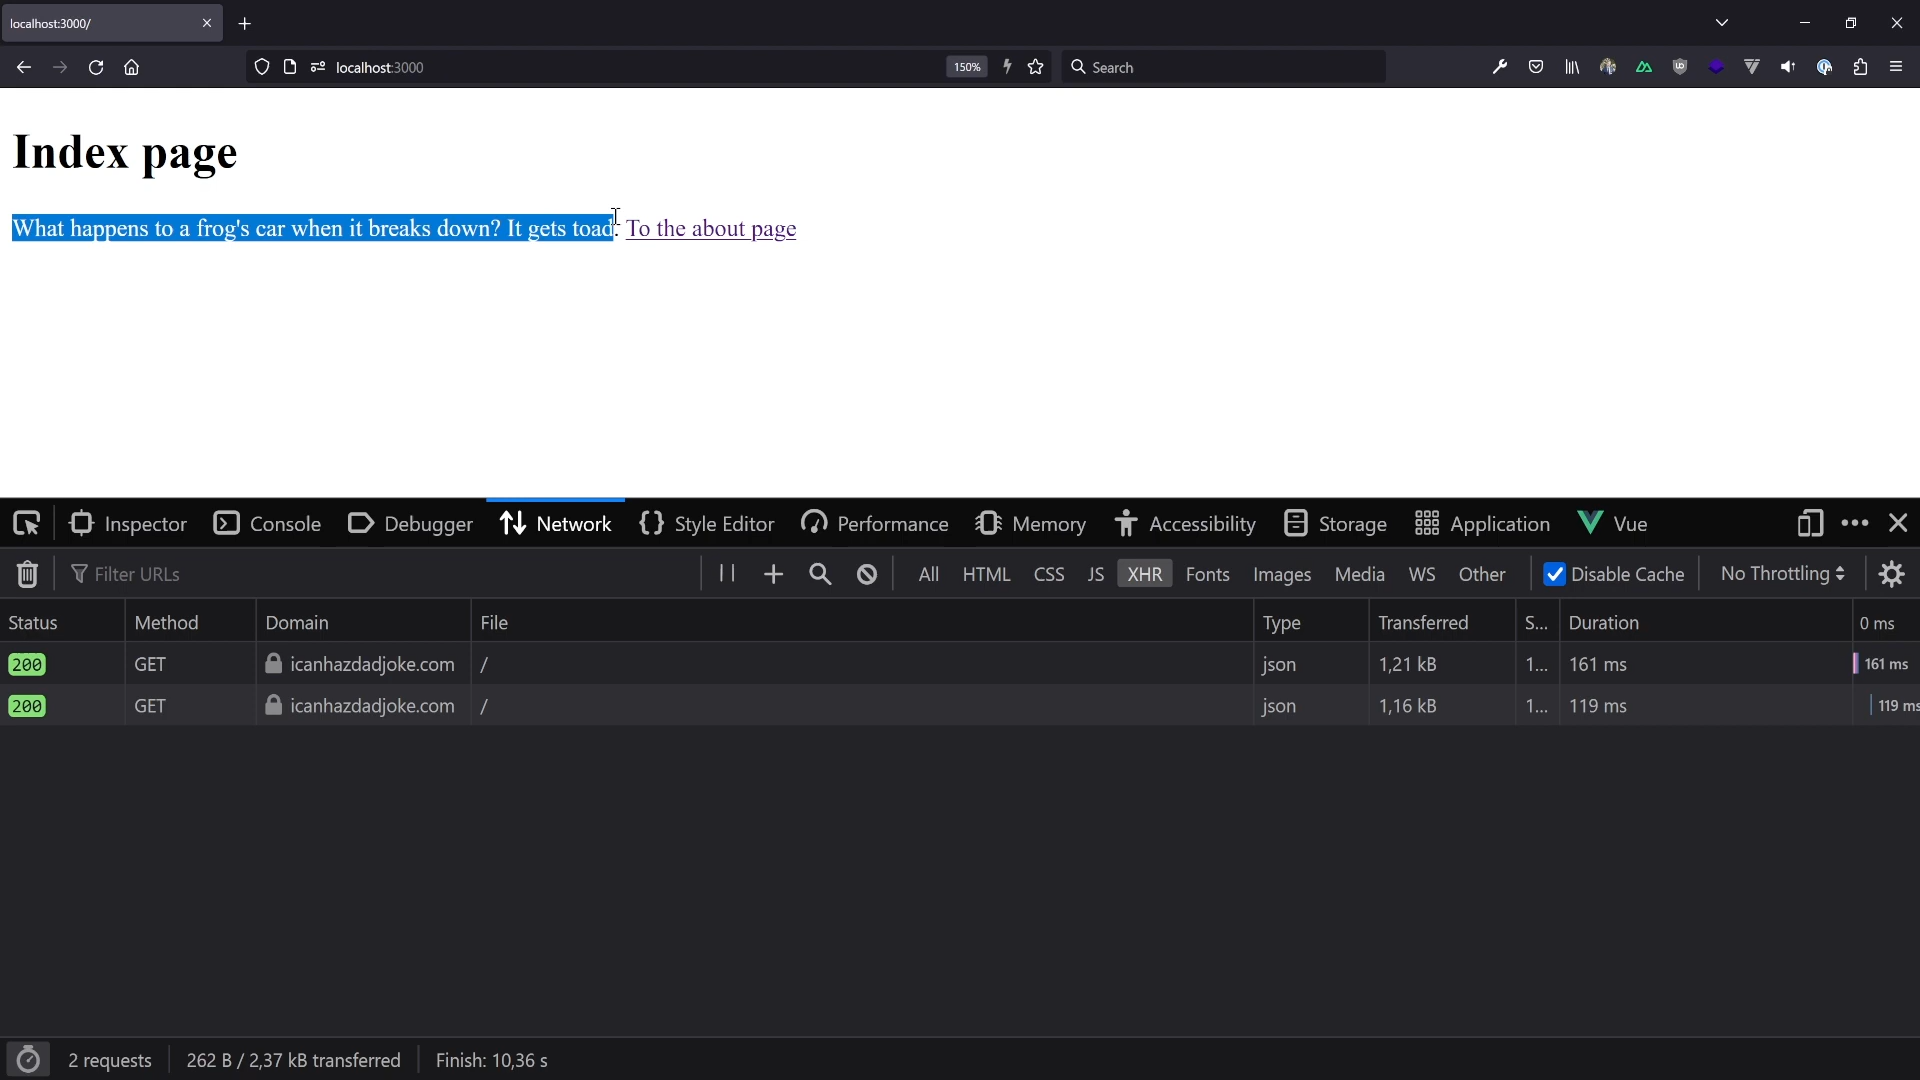 localhost:3000/
localhost:3000
150%
Search
Index page
What happens to a frog's car when it breaks down? It gets toad. To the about page
Inspector Console Debugger Network Style Editor Performance Memory Accessibility Storage Application Vue
Filter URLs All HTML CSS JS XHR Fonts Images Media WS Other Disable Cache No Throttling
Status Method Domain File Type Transferred S... Duration 0 ms
200 GET icanhazdadjoke.com / json 1,21 kB 1... 161 ms 161 ms
200 GET icanhazdadjoke.com / json 1,16 kB 1... 119 ms 119 ms
2 requests 262 B / 2,37 kB transferred Finish: 10,36 s